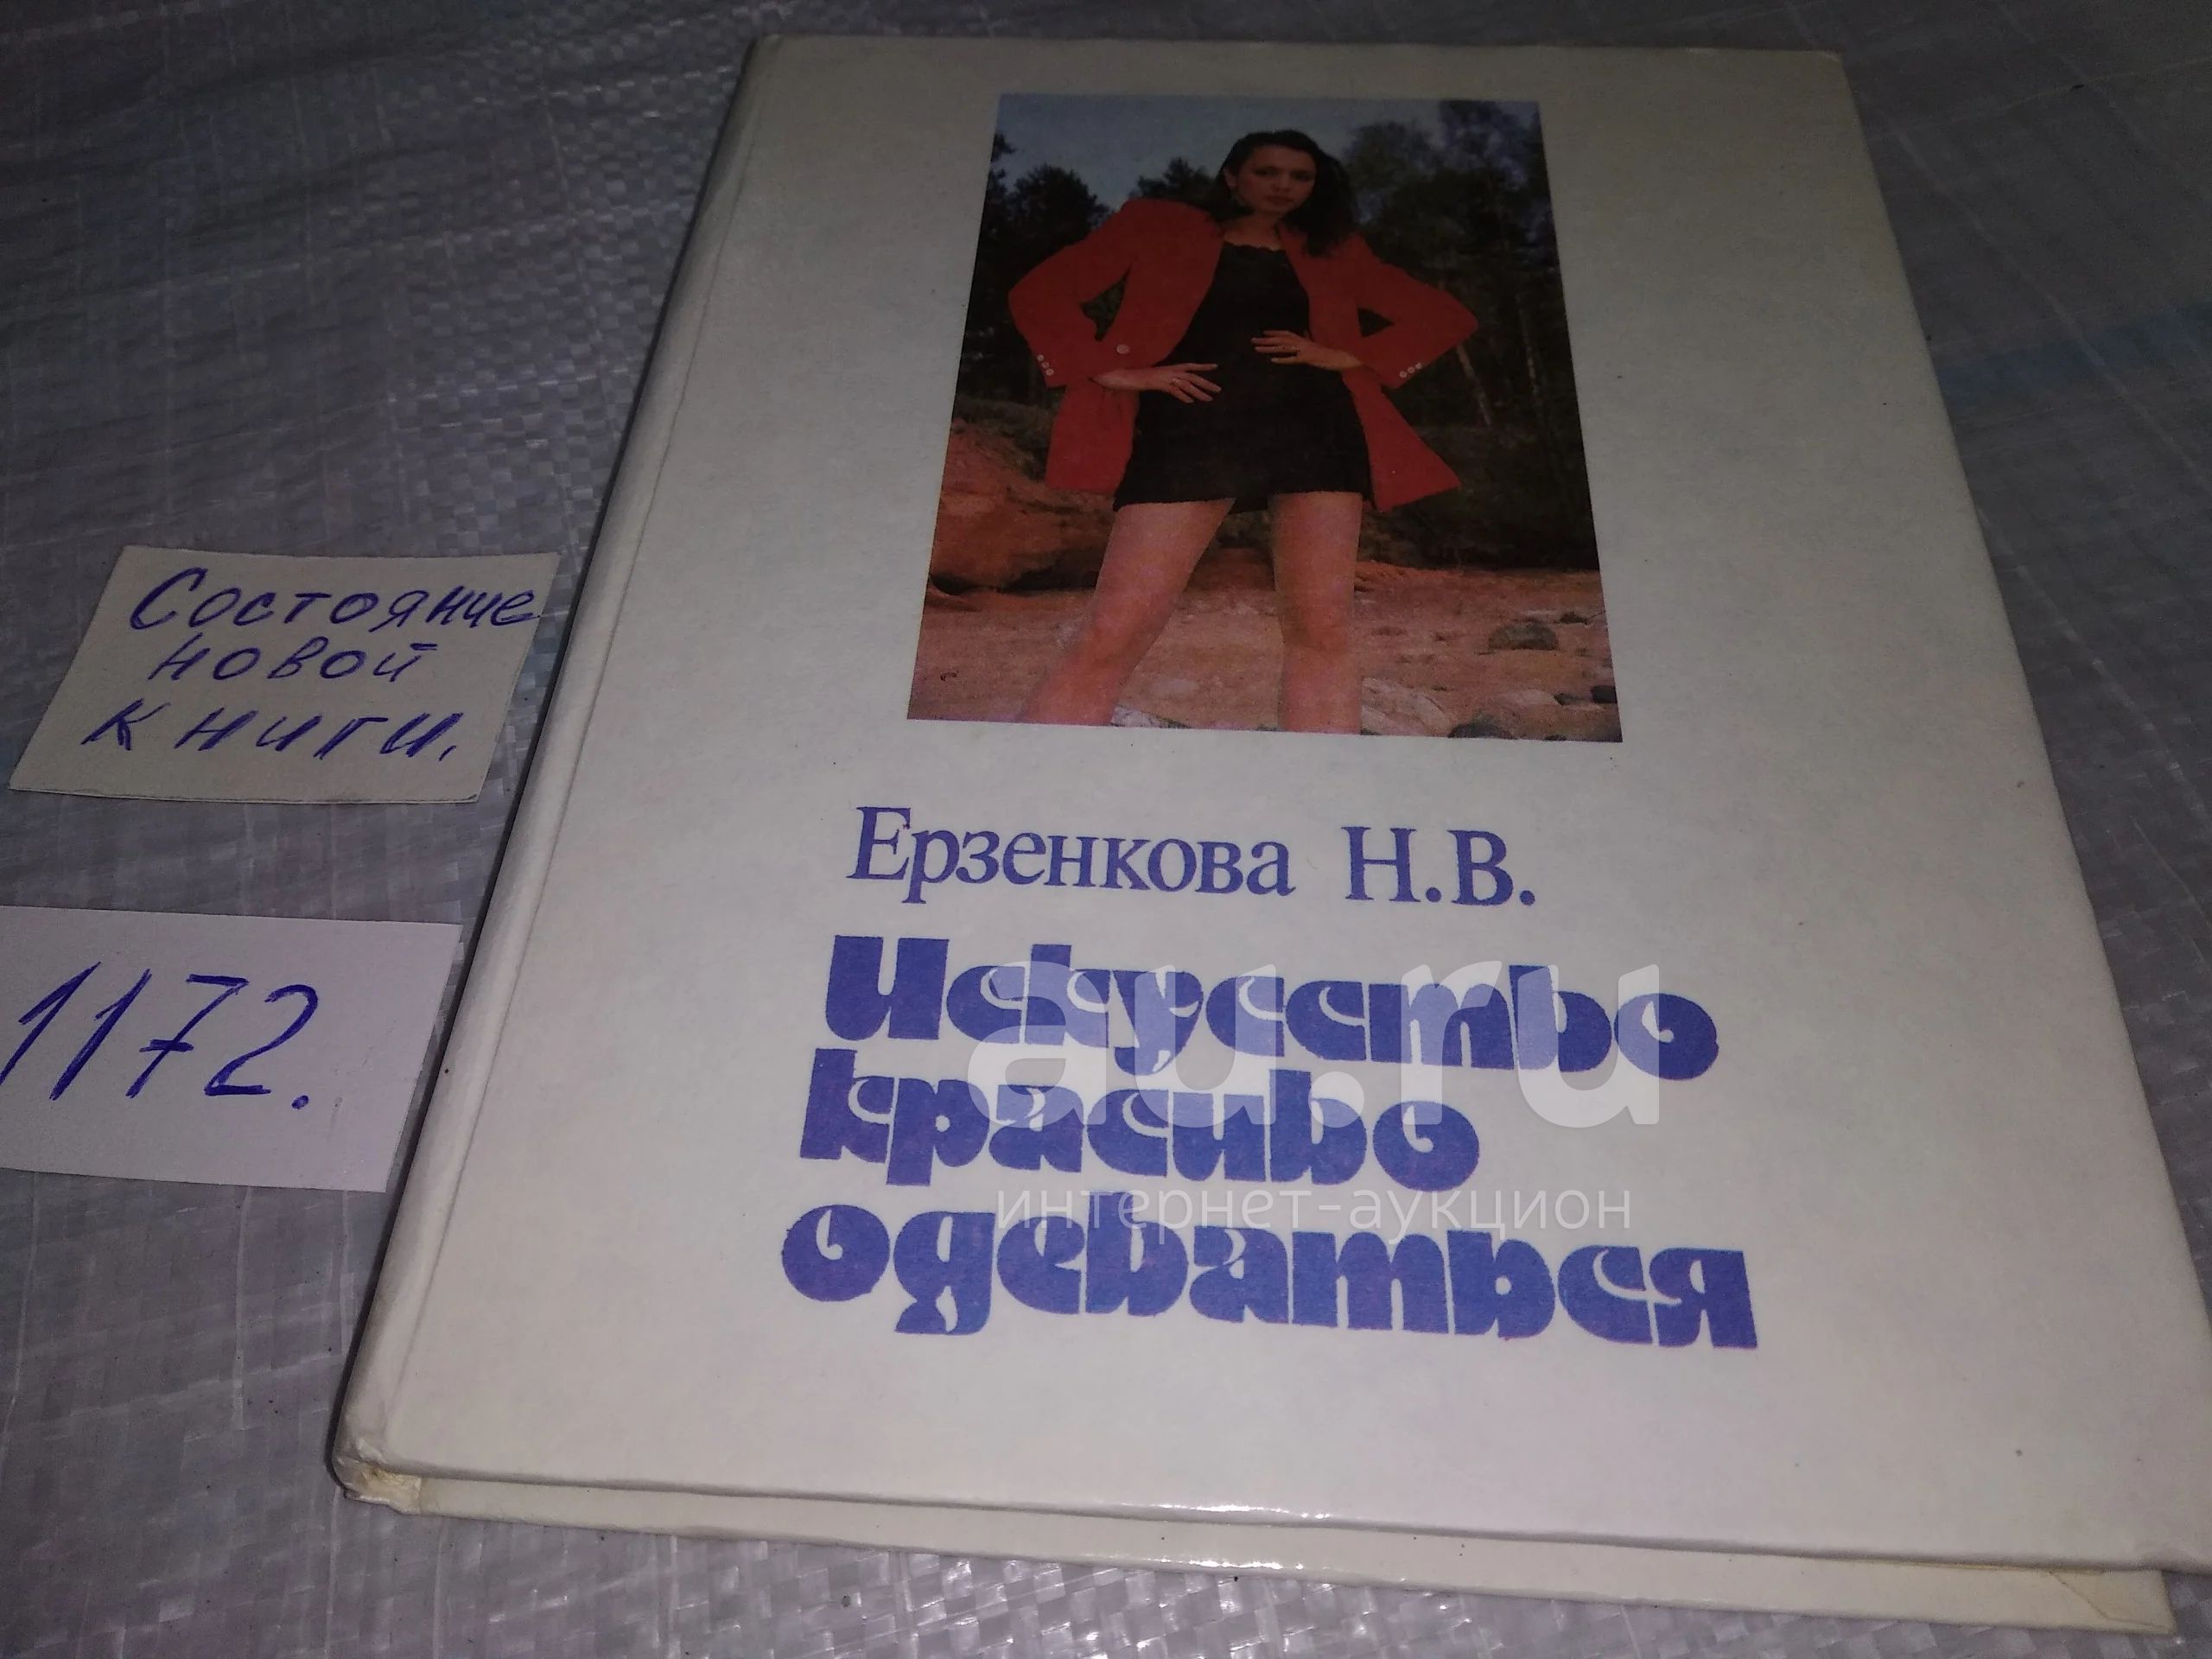 Состояние
новой
книги.
1172.
Ерзенкова Н.В.
Искусство
красиво
одеваться
au.ru
интернет-аукцион